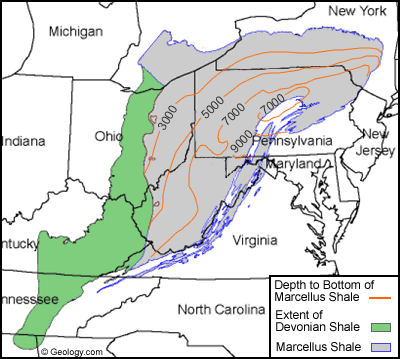 New York
Michigan
3000
5000
7000
7000
9000
Ohio
Indiana
Pennsylvania
New
Jersey
Maryland
ntucky
Virginia
nnesssee
North Carolina
Depth to Bottom of
Marcellus Shale
Extent of
Devonian Shale
Marcellus Shale
© Geology.com